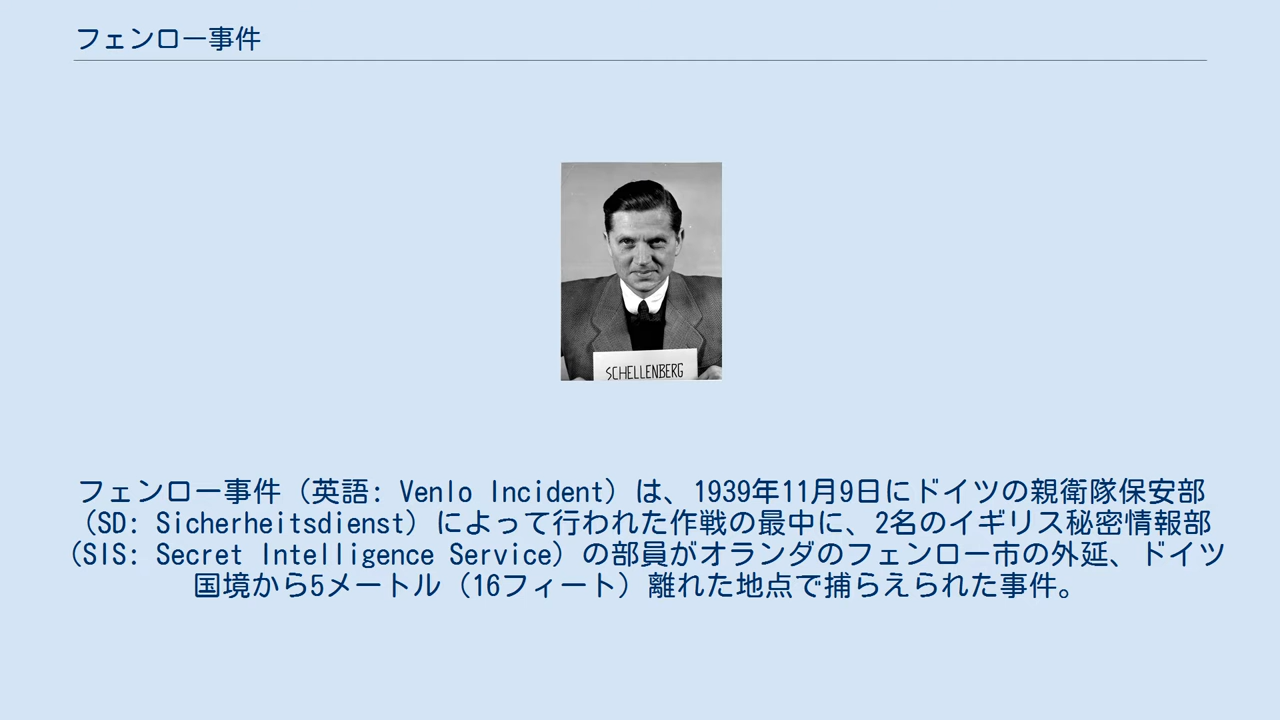 フェンロー事件
SCHELLENBERG
フェンロー事件（英語: Venlo Incident）は、1939年11月9日にドイツの親衛隊保安部
（SD: Sicherheitsdienst）によって行われた作戦の最中に、2名のイギリス秘密情報部
(SIS: Secret Intelligence Service）の部員がオランダのフェンロー市の外延、ドイツ
国境から5メートル（16フィート）離れた地点で捕らえられた事件。